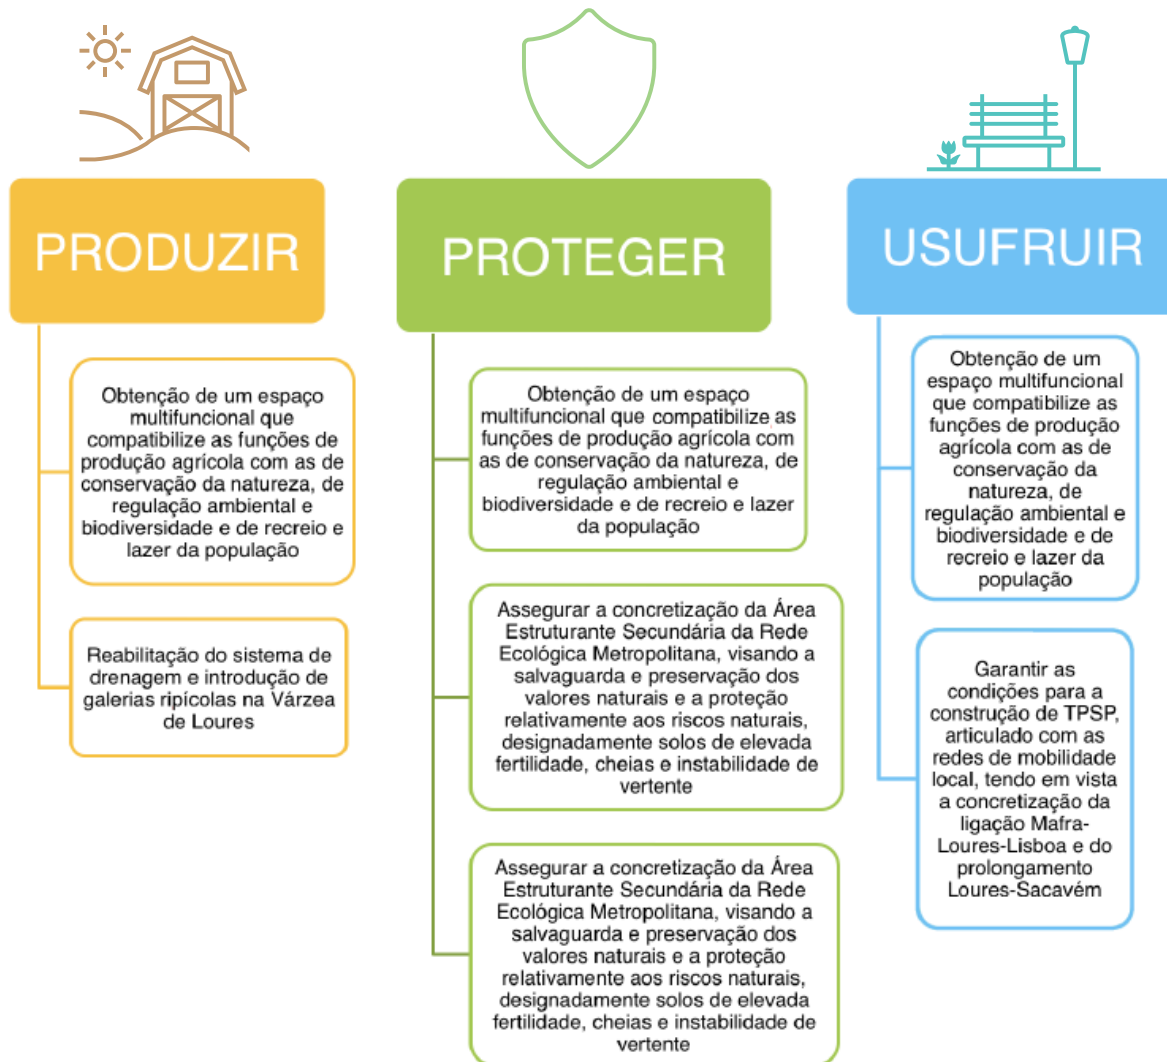 PRODUZIR
Obtenção de um espaço
multifuncional que
compatibilize as funções de
produção agrícola com as de
conservação da natureza, de
regulação ambiental e
biodiversidade e de recreio e
lazer da população
Reabilitação do sistema de
drenagem e introdução de
galerias ripícolas na Várzea
de Loures
PROTEGER
Obtenção de um espaço
multifuncional que compatibilize as
funções de produção agrícola com
as de conservação da natureza, de
regulação ambiental e
biodiversidade e de recreio e lazer
da população
Assegurar a concretização da Área
Estruturante Secundária da Rede
Ecológica Metropolitana, visando a
salvaguarda e preservação dos
valores naturais e a proteção
relativamente aos riscos naturais,
designadamente solos de elevada
fertilidade, cheias e instabilidade de
vertente
Assegurar a concretização da Área
Estruturante Secundária da Rede
Ecológica Metropolitana, visando a
salvaguarda e preservação dos
valores naturais e a proteção
relativamente aos riscos naturais,
designadamente solos de elevada
fertilidade, cheias e instabilidade de
vertente
USUFRUIR
Obtenção de um
espaço multifuncional
que compatibilize as
funções de produção
agrícola com as de
conservação da
natureza, de
regulação ambiental e
biodiversidade e de
recreio e lazer da
população
Garantir as
condições para a
construção de TPSP,
articulado com as
redes de mobilidade
local, tendo em vista
a concretização da
ligação Mafra-
Loures-Lisboa e do
prolongamento
Loures-Sacavém